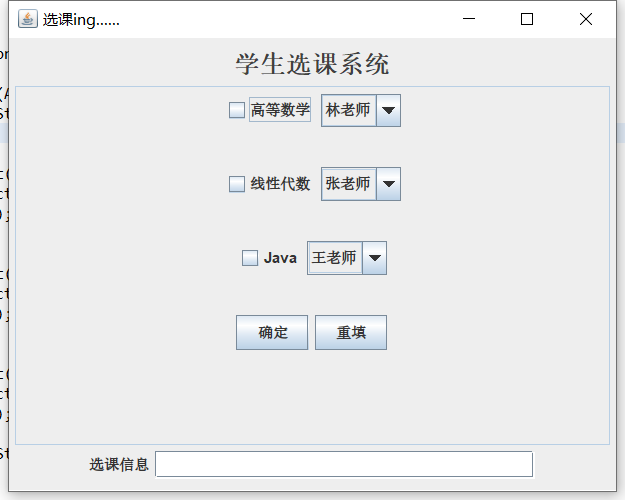 选课ing......
学生选课系统
高等数学 林老师
线性代数 张老师
Java 王老师
确定 重填
选课信息